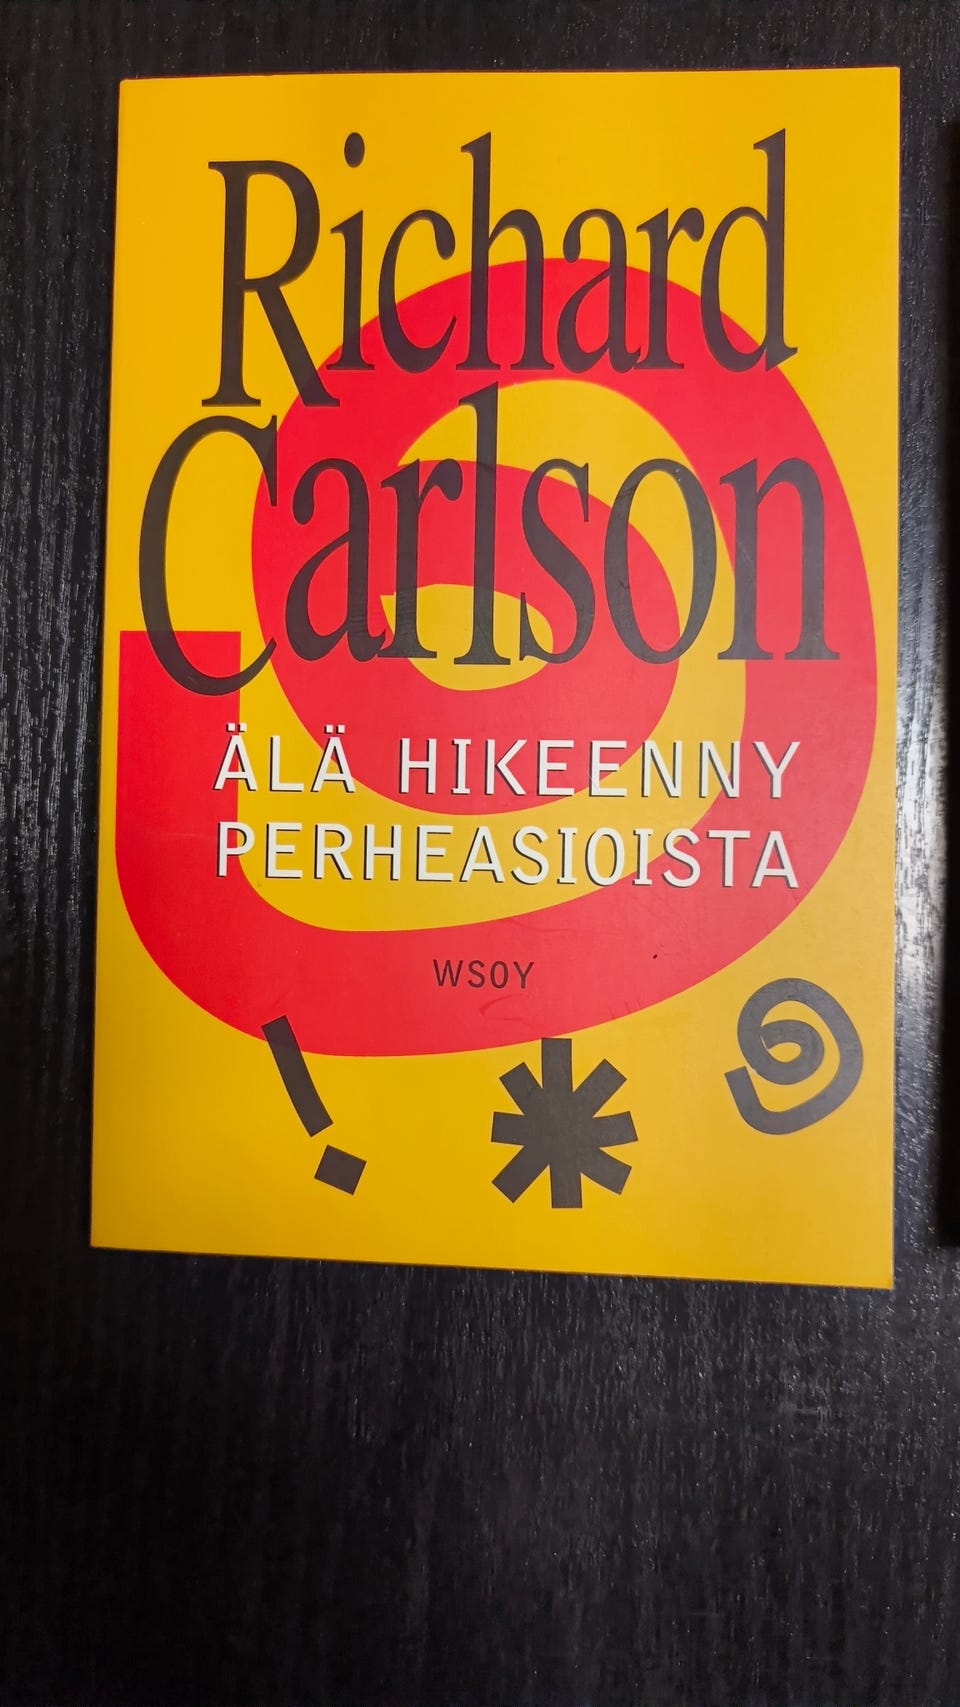 Richard
Carlson
ÄLÄ HIKEENNY
PERHEASIOISTA
WSOY
! *